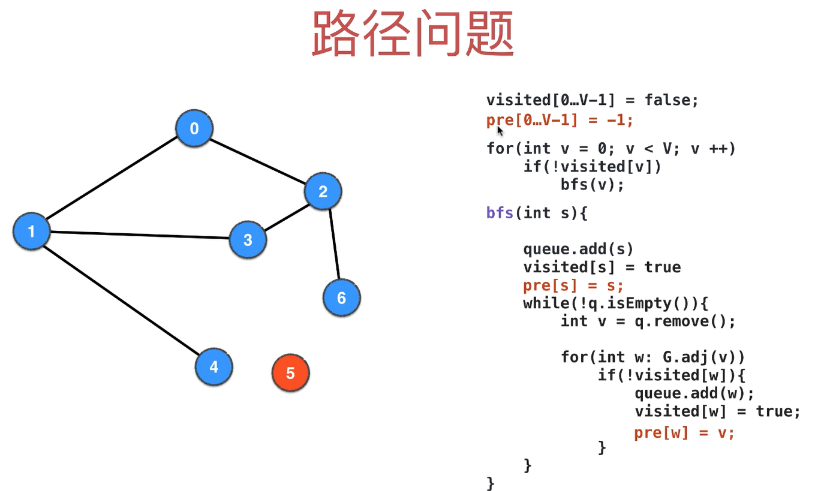 路径问题
0
2
1
3
6
4
5
visited[0…V-1] = false;
pre[0…V-1] = -1;
for(int v = 0; v < V; v ++)
if(!visited[v])
bfs(v);
bfs(int s){
queue.add(s)
visited[s] = true
pre[s] = s;
while(!q.isEmpty()){
int v = q.remove();
for(int w: G.adj(v))
if(!visited[w]){
queue.add(w);
visited[w] = true;
pre[w] = v;
}
}
}